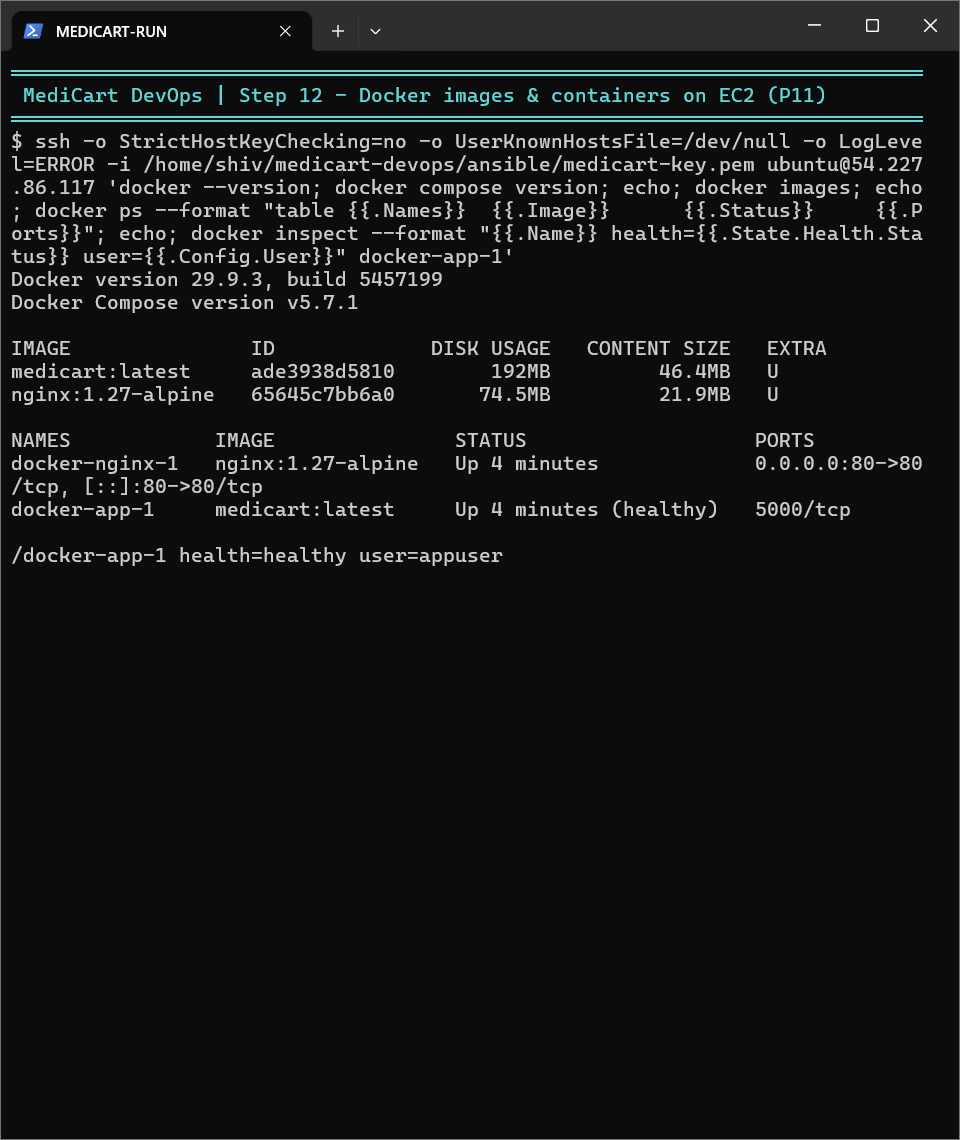 MEDICART-RUN
MediCart DevOps | Step 12 - Docker images & containers on EC2 (P11)
$ ssh -o StrictHostKeyChecking=no -o UserKnownHostsFile=/dev/null -o LogLeve
l=ERROR -i /home/shiv/medicart-devops/ansible/medicart-key.pem ubuntu@54.227
.86.117 'docker --version; docker compose version; echo; docker images; echo
; docker ps --format "table {{.Names}}  {{.Image}}      {{.Status}}     {{.P
orts}}"; echo; docker inspect --format "{{.Name}} health={{.State.Health.Sta
tus}} user={{.Config.User}}" docker-app-1'
Docker version 29.9.3, build 5457199
Docker Compose version v5.7.1
IMAGE               ID             DISK USAGE   CONTENT SIZE   EXTRA
medicart:latest     ade3938d5810        192MB         46.4MB   U
nginx:1.27-alpine   65645c7bb6a0       74.5MB         21.9MB   U
NAMES            IMAGE               STATUS                   PORTS
docker-nginx-1   nginx:1.27-alpine   Up 4 minutes             0.0.0.0:80->80
/tcp, [::]:80->80/tcp
docker-app-1     medicart:latest     Up 4 minutes (healthy)   5000/tcp
/docker-app-1 health=healthy user=appuser